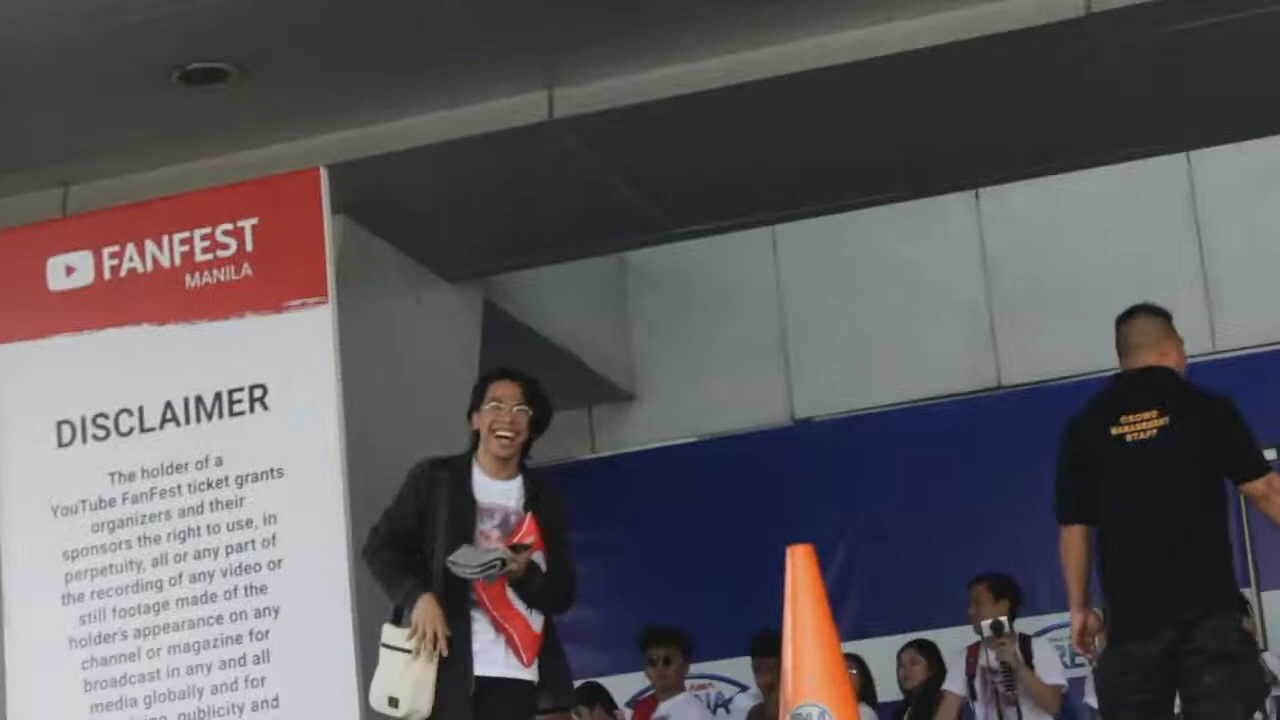 FANFEST
MANILA
DISCLAIMER
The holder of a
YouTube FanFest ticket grants
organizers and their
sponsors the right to use, in
perpetuity, all or any part of
the recording of any video or
still footage made of the
holder's appearance on any
channel or magazine for
broadcast in any and all
media globally and for
publicity and
CROWD
MANAGEMENT
STAFF